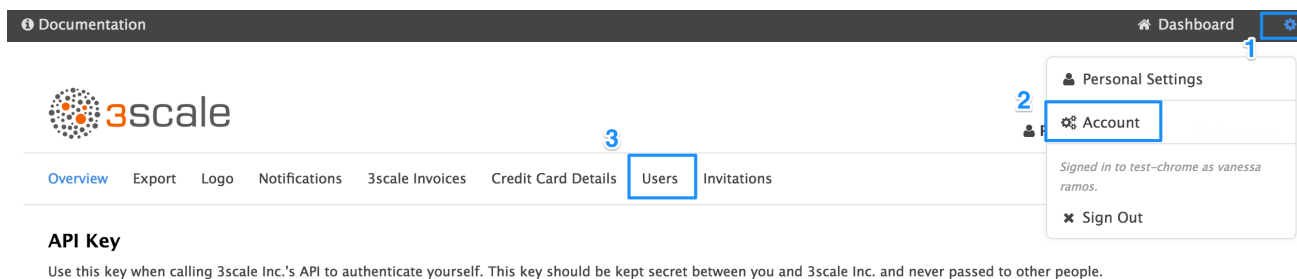 Documentation
Dashboard
1
Personal Settings
3scale
2
Account
3
Overview Export Logo Notifications 3scale Invoices Credit Card Details Users Invitations
Signed in to test-chrome as vanessa
ramos.
Sign Out
API Key
Use this key when calling 3scale Inc.'s API to authenticate yourself. This key should be kept secret between you and 3scale Inc. and never passed to other people.